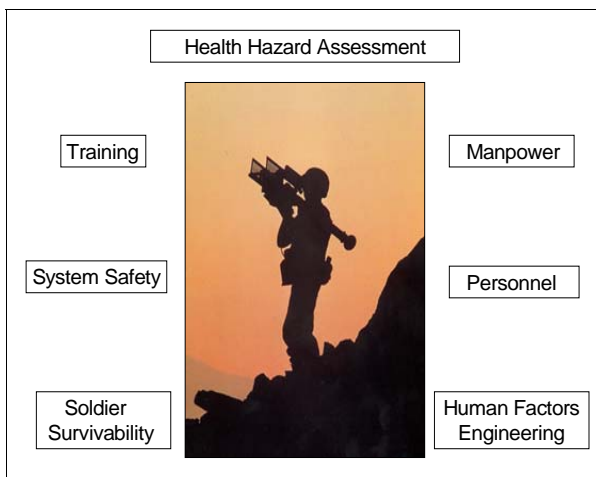 Health Hazard Assessment
Training
Manpower
System Safety
Personnel
Soldier
Survivability
Human Factors
Engineering